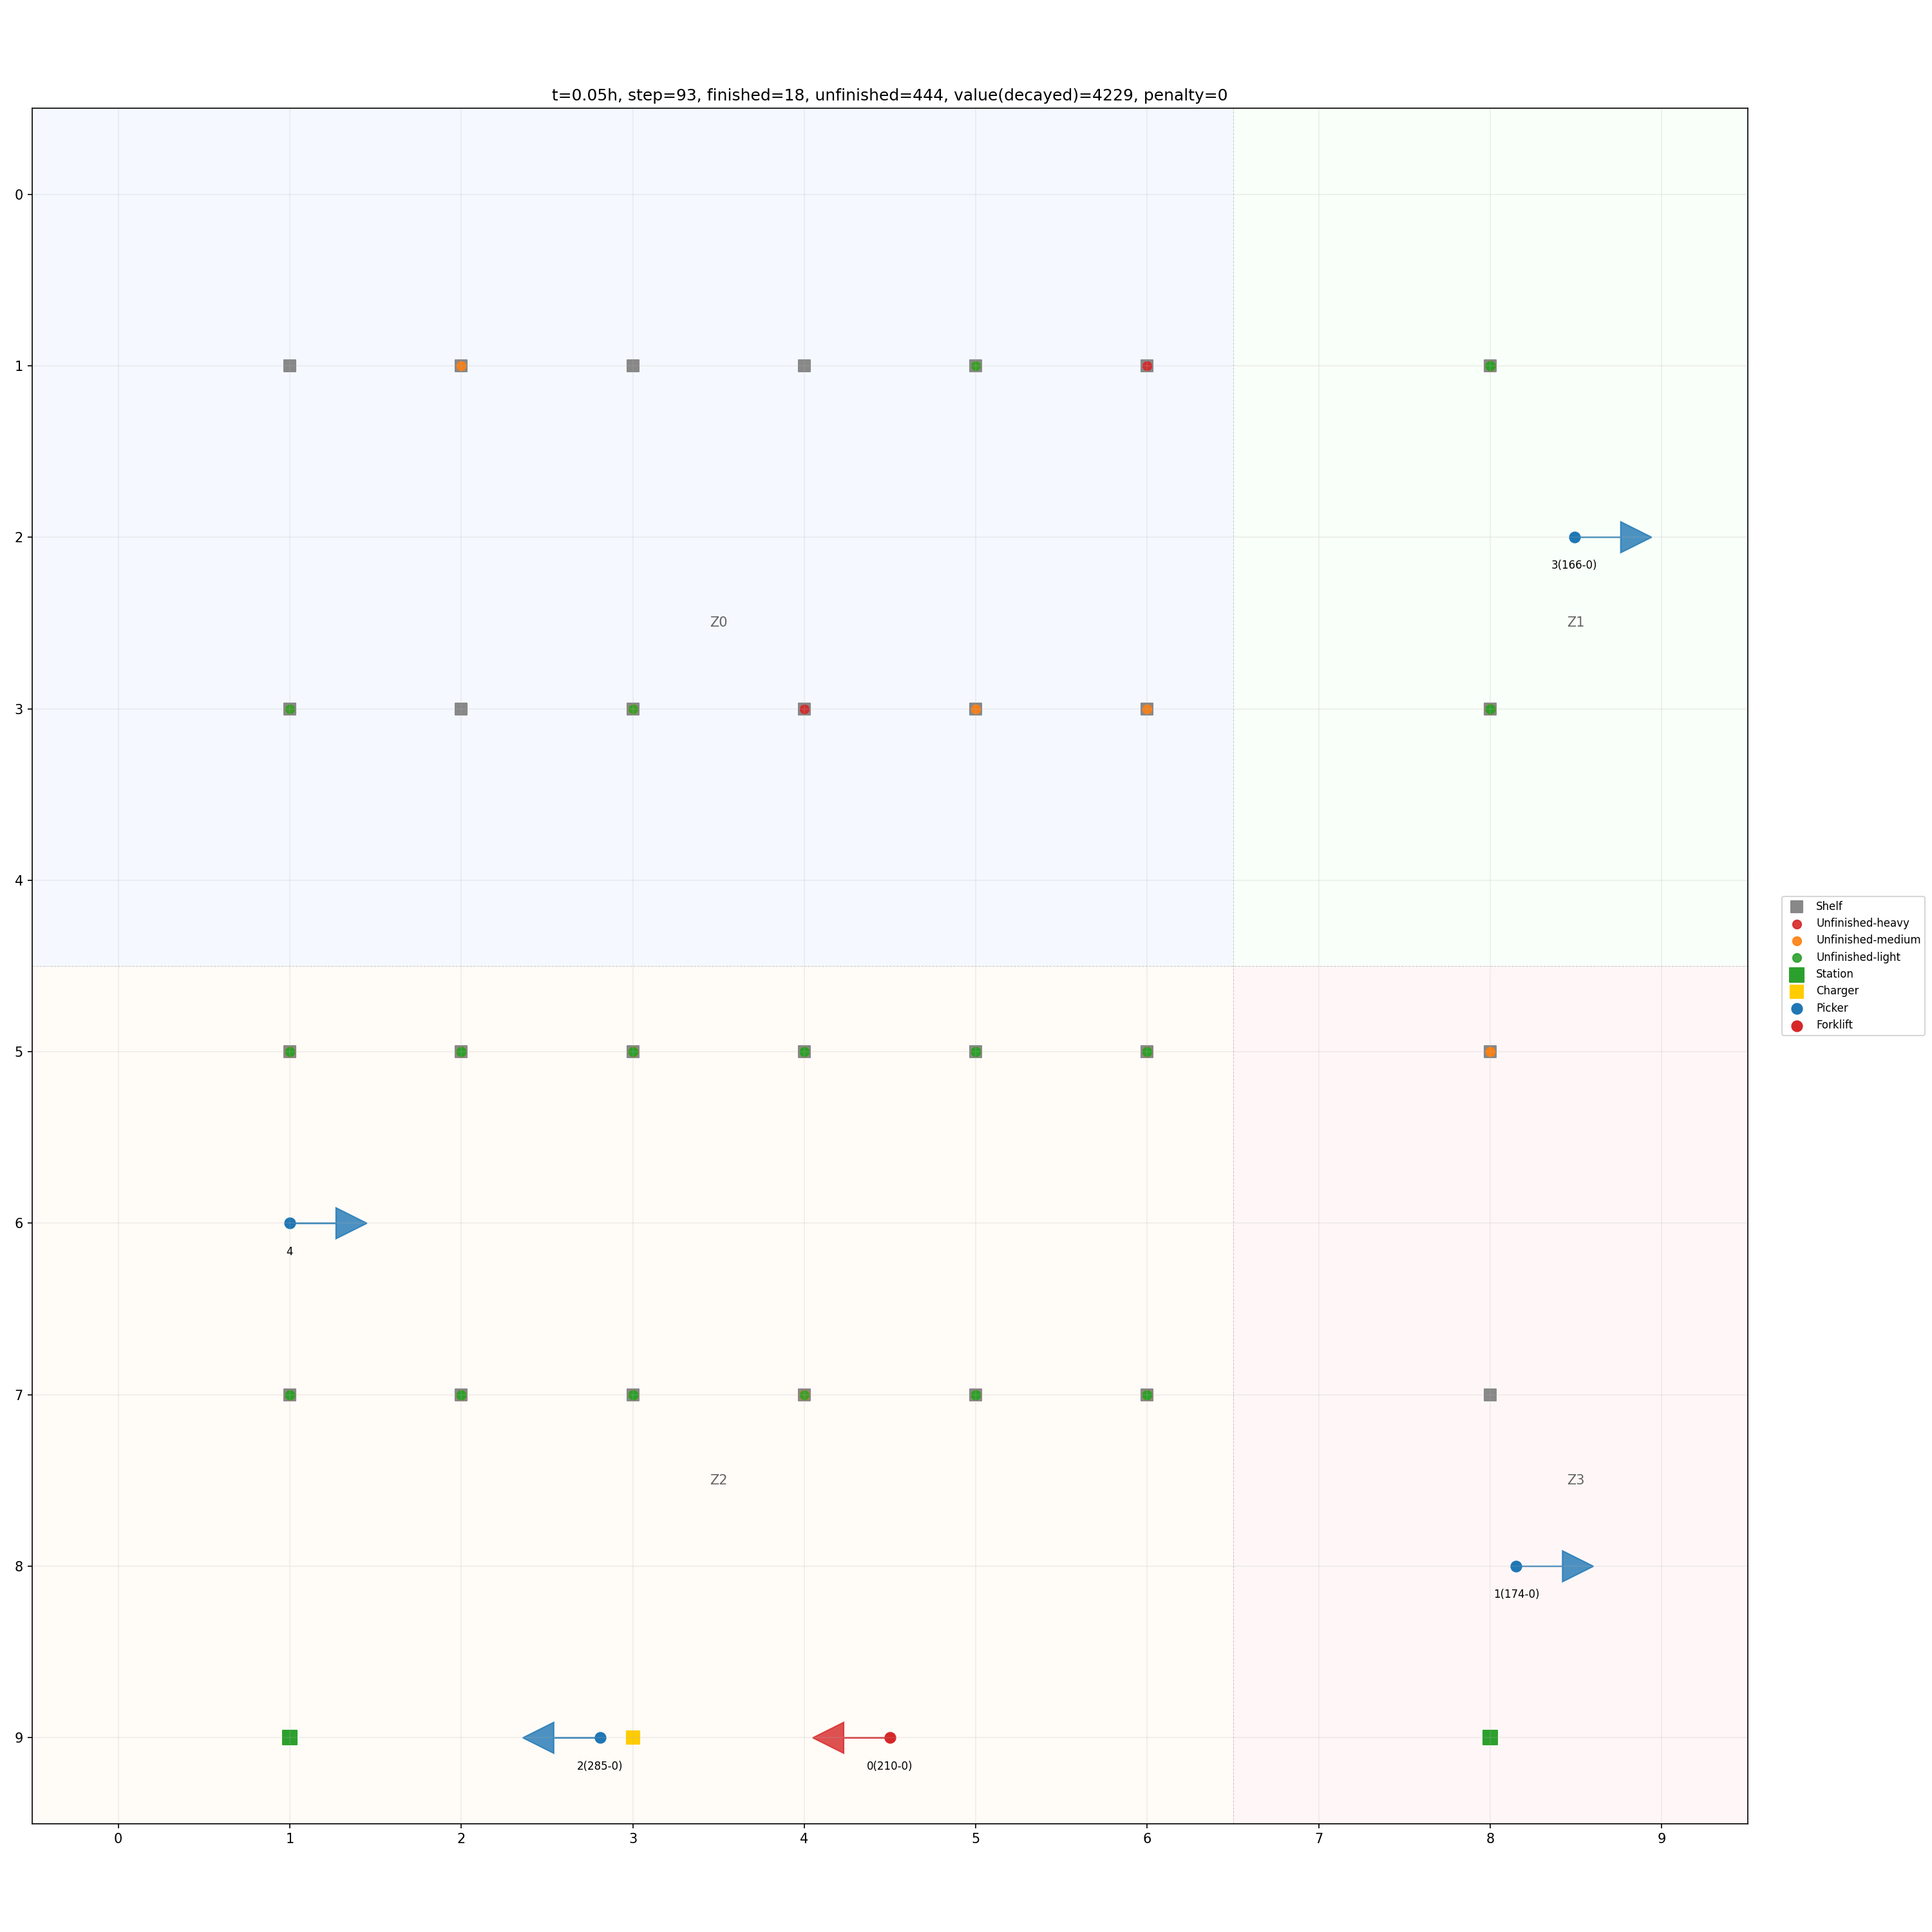 t=0.05h, step=93, finished=18, unfinished=444, value(decayed)=4229, penalty=0
0
1
2
3(166-0)
Z0
Z1
3
4
Shelf
Unfinished-heavy
Unfinished-medium
Unfinished-light
Station
Charger
Picker
Forklift
5
6
4
7
Z2
Z3
8
1(174-0)
9
2(285-0)
0(210-0)
0 1 2 3 4 5 6 7 8 9